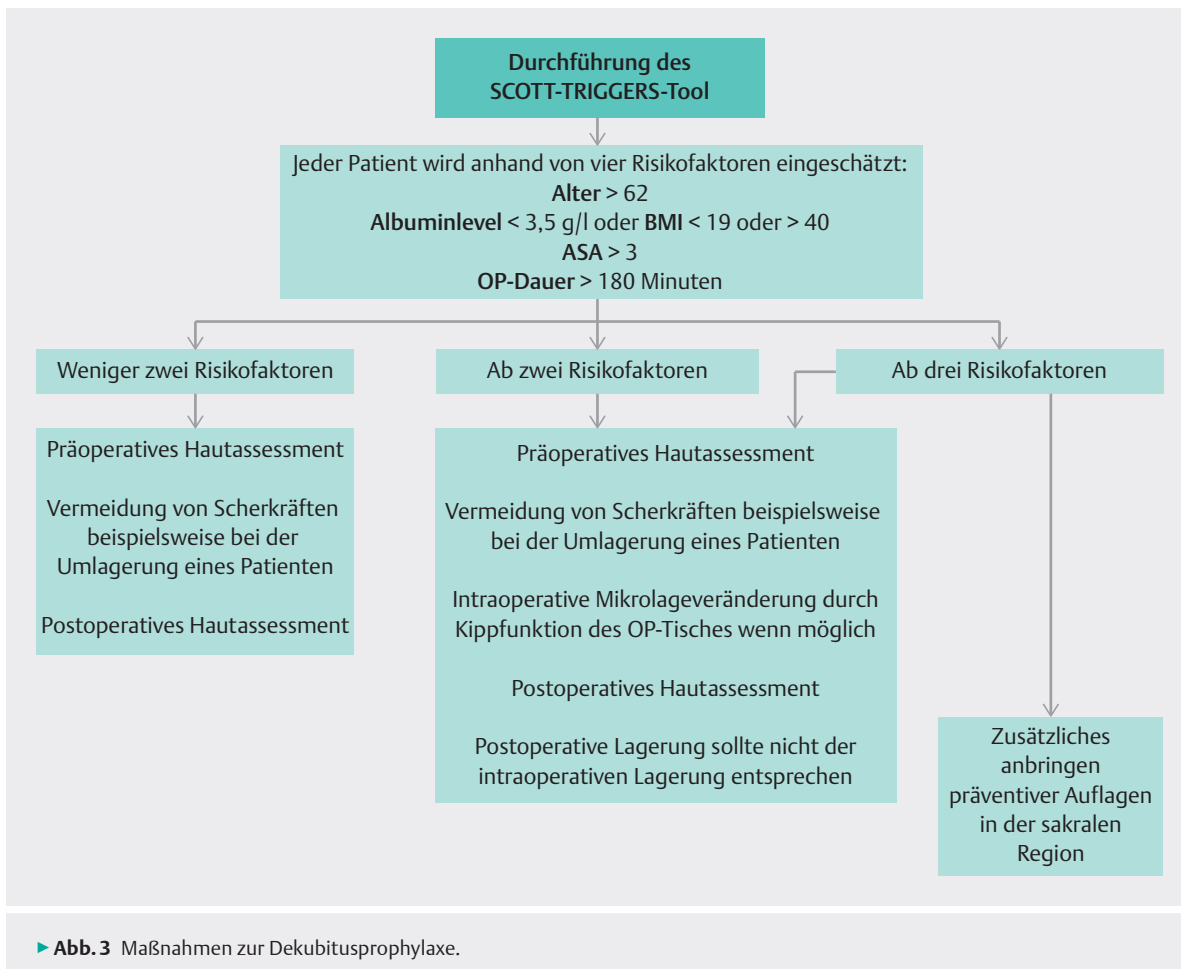 Durchführung des
SCOTT-TRIGGERS-Tool
Jeder Patient wird anhand von vier Risikofaktoren eingeschätzt:
Alter > 62
Albuminlevel < 3,5 g/l oder BMI < 19 oder > 40
ASA > 3
OP-Dauer > 180 Minuten
Weniger zwei Risikofaktoren
Ab zwei Risikofaktoren
Ab drei Risikofaktoren
Präoperatives Hautassessment
Vermeidung von Scherkräften
beispielsweise bei der
Umlagerung eines Patienten
Postoperatives Hautassessment
Präoperatives Hautassessment
Vermeidung von Scherkräften beispielsweise
bei der Umlagerung eines Patienten
Intraoperative Mikrolageveränderung durch
Kippfunktion des OP-Tisches wenn möglich
Postoperatives Hautassessment
Postoperative Lagerung sollte nicht der
intraoperativen Lagerung entsprechen
Zusätzliches
anbringen
präventiver Auflagen
in der sakralen
Region
▶ Abb. 3 Maßnahmen zur Dekubitusprophylaxe.